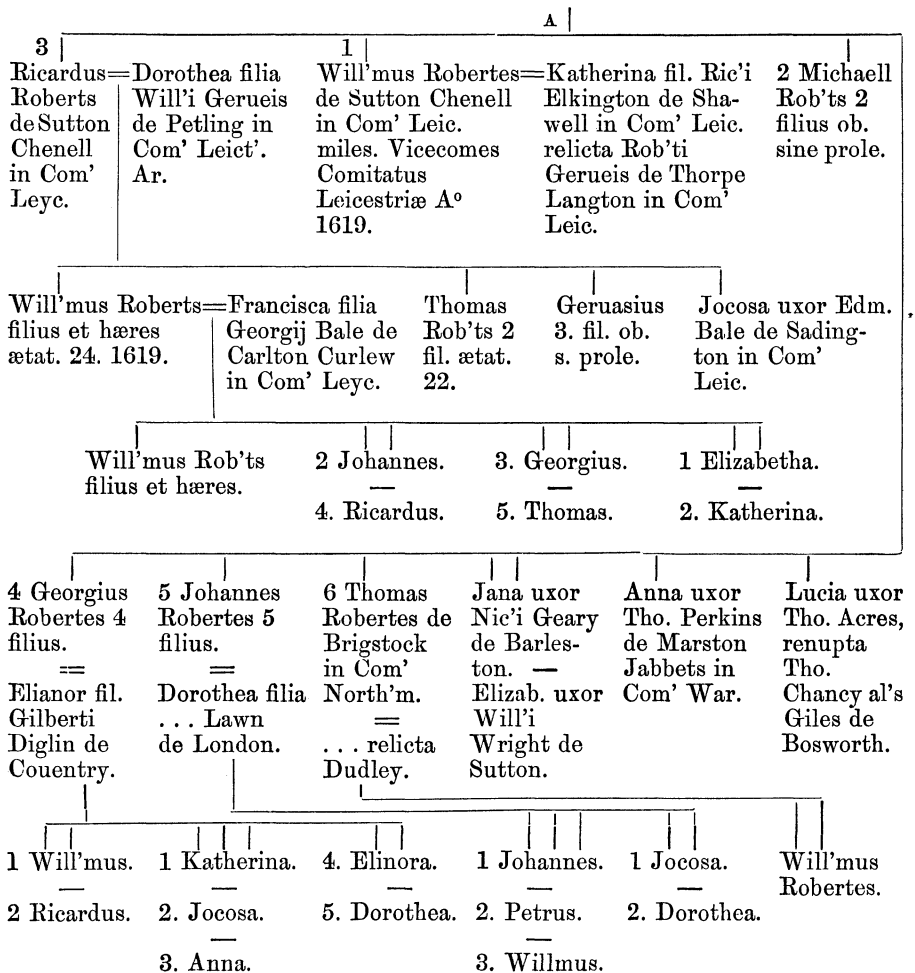 A
3
Ricardus=Dorothea filia
Roberts Will'i Gerueis
de Sutton de Petling in
Chenell Com' Leict'.
in Com' Ar.
Leyc.
1
Will'mus Robertes=Katherina fil. Ric'i
de Sutton Chenell Elkington de Sha-
in Com' Leic. well in Com' Leic.
miles. Vicecomes relicta Rob'ti
Comitatus Gerueis de Thorpe
Leicestriæ Aº Langton in Com'
1619. Leic.
2 Michaell
Rob'ts 2
filius ob.
sine prole.
Will'mus Roberts=Francisca filia
filius et hæres Georgij Bale de
ætat. 24. 1619. Carlton Curlew
in Com' Leyc.
Thomas
Rob'ts 2
fil. ætat.
22.
Geruasius
3. fil. ob.
s. prole.
Jocosa uxor Edm.
Bale de Sading-
ton in Com'
Leic.
Will'mus Rob'ts
filius et hæres.
2 Johannes.
4. Ricardus.
3. Georgius.
5. Thomas.
1 Elizabetha.
2. Katherina.
4 Georgius
Robertes 4
filius.
=
Elianor fil.
Gilberti
Diglin de
Couentry.
5 Johannes
Robertes 5
filius.
=
Dorothea filia
. . . Lawn
de London.
6 Thomas
Robertes de
Brigstock
in Com'
North'm.
=
. . . relicta
Dudley.
Jana uxor
Nic'i Geary
de Barles-
ton. —
Elizab. uxor
Will'i
Wright de
Sutton.
Anna uxor
Tho. Perkins
de Marston
Jabbets in
Com' War.
Lucia uxor
Tho. Acres,
renupta
Tho.
Chancy al's
Giles de
Bosworth.
1 Will'mus.
2 Ricardus.
1 Katherina.
2. Jocosa.
3. Anna.
4. Elinora.
5. Dorothea.
1 Johannes.
2. Petrus.
3. Willmus.
1 Jocosa.
2. Dorothea.
Will'mus
Robertes.